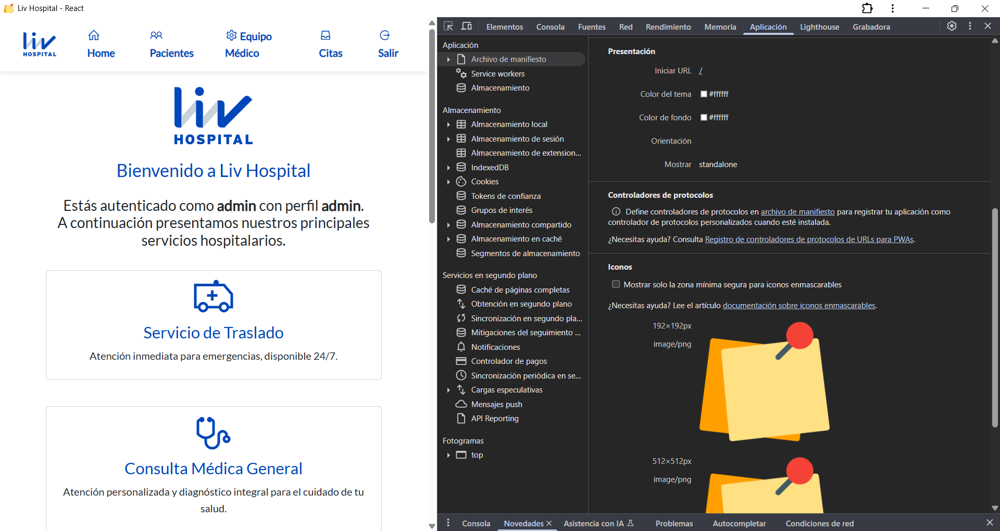 Liv Hospital - React
liv
HOSPITAL
Home
Pacientes
Equipo
Médico
Citas
Salir
liv
HOSPITAL
Bienvenido a Liv Hospital
Estás autenticado como admin con perfil admin.
A continuación presentamos nuestros principales
servicios hospitalarios.
Servicio de Traslado
Atención inmediata para emergencias, disponible 24/7.
Consulta Médica General
Atención personalizada y diagnóstico integral para el cuidado de tu
salud.
Elementos Consola Fuentes Red Rendimiento Memoria Aplicación Lighthouse Grabadora
Aplicación
Archivo de manifiesto
Service workers
Almacenamiento
Almacenamiento
Almacenamiento local
Almacenamiento de sesión
Almacenamiento de extension...
IndexedDB
Cookies
Tokens de confianza
Grupos de interés
Almacenamiento compartido
Almacenamiento en caché
Segmentos de almacenamiento
Servicios en segundo plano
Caché de páginas completas
Obtención en segundo plano
Sincronización en segundo pla...
Mitigaciones del seguimiento ...
Notificaciones
Controlador de pagos
Sincronización periódica en se...
Cargas especulativas
Mensajes push
API Reporting
Fotogramas
top
Presentación
Iniciar URL /
Color del tema #ffffff
Color de fondo #ffffff
Orientación
Mostrar standalone
Controladores de protocolos
Define controladores de protocolos en archivo de manifiesto para registrar tu aplicación como
controlador de protocolos personalizados cuando esté instalada.
¿Necesitas ayuda? Consulta Registro de controladores de protocolos de URLs para PWAs.
Iconos
Mostrar solo la zona mínima segura para iconos enmascarables
¿Necesitas ayuda? Lee el artículo documentación sobre iconos enmascarables.
192×192px
image/png
512×512px
image/png
Consola Novedades Asistencia con IA Problemas Autocompletar Condiciones de red